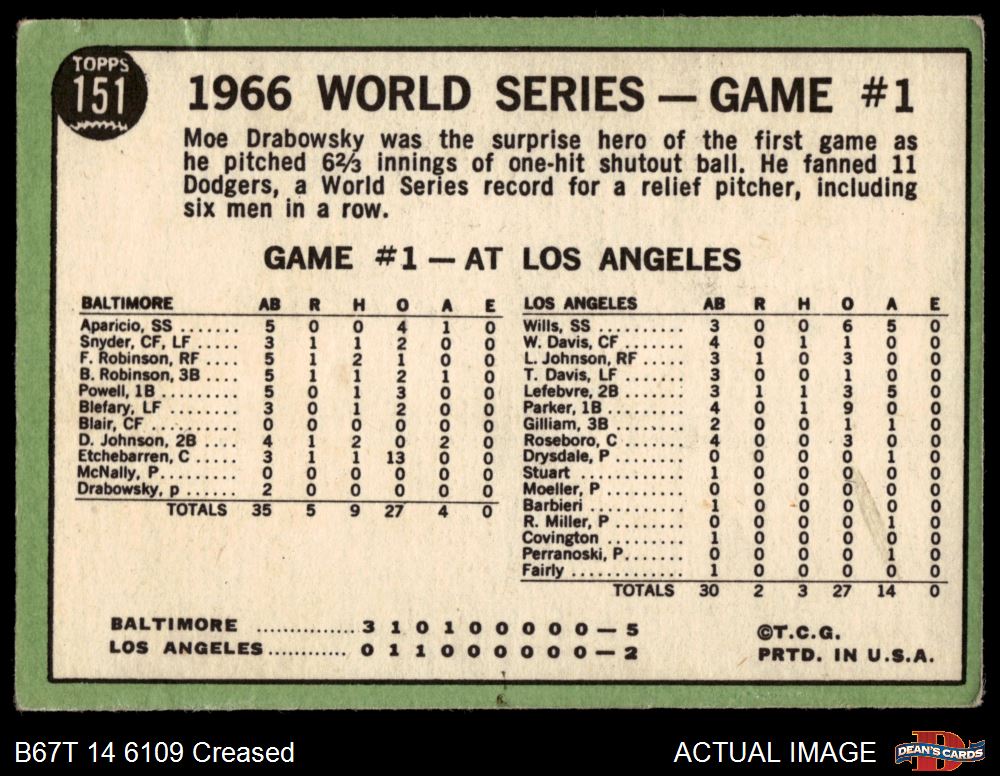 TOPPS
151
1966 WORLD SERIES — GAME #1
Moe Drabowsky was the surprise hero of the first game as
he pitched 6⅔ innings of one-hit shutout ball. He fanned 11
Dodgers, a World Series record for a relief pitcher, including
six men in a row.
GAME #1 — AT LOS ANGELES
BALTIMORE AB R H O A E
Aparicio, SS ....... 5 0 0 4 1 0
Snyder, CF, LF ..... 3 1 1 2 0 0
F. Robinson, RF .... 5 1 2 1 0 0
B. Robinson, 3B .... 5 1 1 2 1 0
Powell, 1B ......... 5 0 1 3 0 0
Blefary, LF ........ 3 0 1 2 0 0
Blair, CF .......... 0 0 0 0 0 0
D. Johnson, 2B .... 4 1 2 0 2 0
Etchebarren, C ..... 3 1 1 13 0 0
McNally, P ......... 0 0 0 0 0 0
Drabowsky, p ...... 2 0 0 0 0 0
TOTALS 35 5 9 27 4 0
LOS ANGELES AB R H O A E
Wills, SS .......... 3 0 0 6 5 0
W. Davis, CF ....... 4 0 1 1 0 0
L. Johnson, RF ..... 3 1 0 3 0 0
T. Davis, LF ....... 3 0 0 1 0 0
Lefebvre, 2B ....... 3 1 1 3 5 0
Parker, 1B ......... 4 0 1 9 0 0
Gilliam, 3B ........ 2 0 0 1 1 0
Roseboro, C ........ 4 0 0 3 0 0
Drysdale, P ........ 0 0 0 0 1 0
Stuart ............. 1 0 0 0 0 0
Moeller, P ......... 0 0 0 0 0 0
Barbieri ........... 1 0 0 0 0 0
R. Miller, P ....... 0 0 0 0 1 0
Covington .......... 1 0 0 0 0 0
Perranoski, P....... 0 0 0 0 1 0
Fairly ............. 1 0 0 0 0 0
TOTALS 30 2 3 27 14 0
BALTIMORE ..............3 1 0 1 0 0 0 0 0 — 5
LOS ANGELES............ 0 1 1 0 0 0 0 0 0 — 2
©T.C.G.
PRTD. IN U.S.A.
B67T 14 6109 Creased
ACTUAL IMAGE
D
DEAN'S CARDS